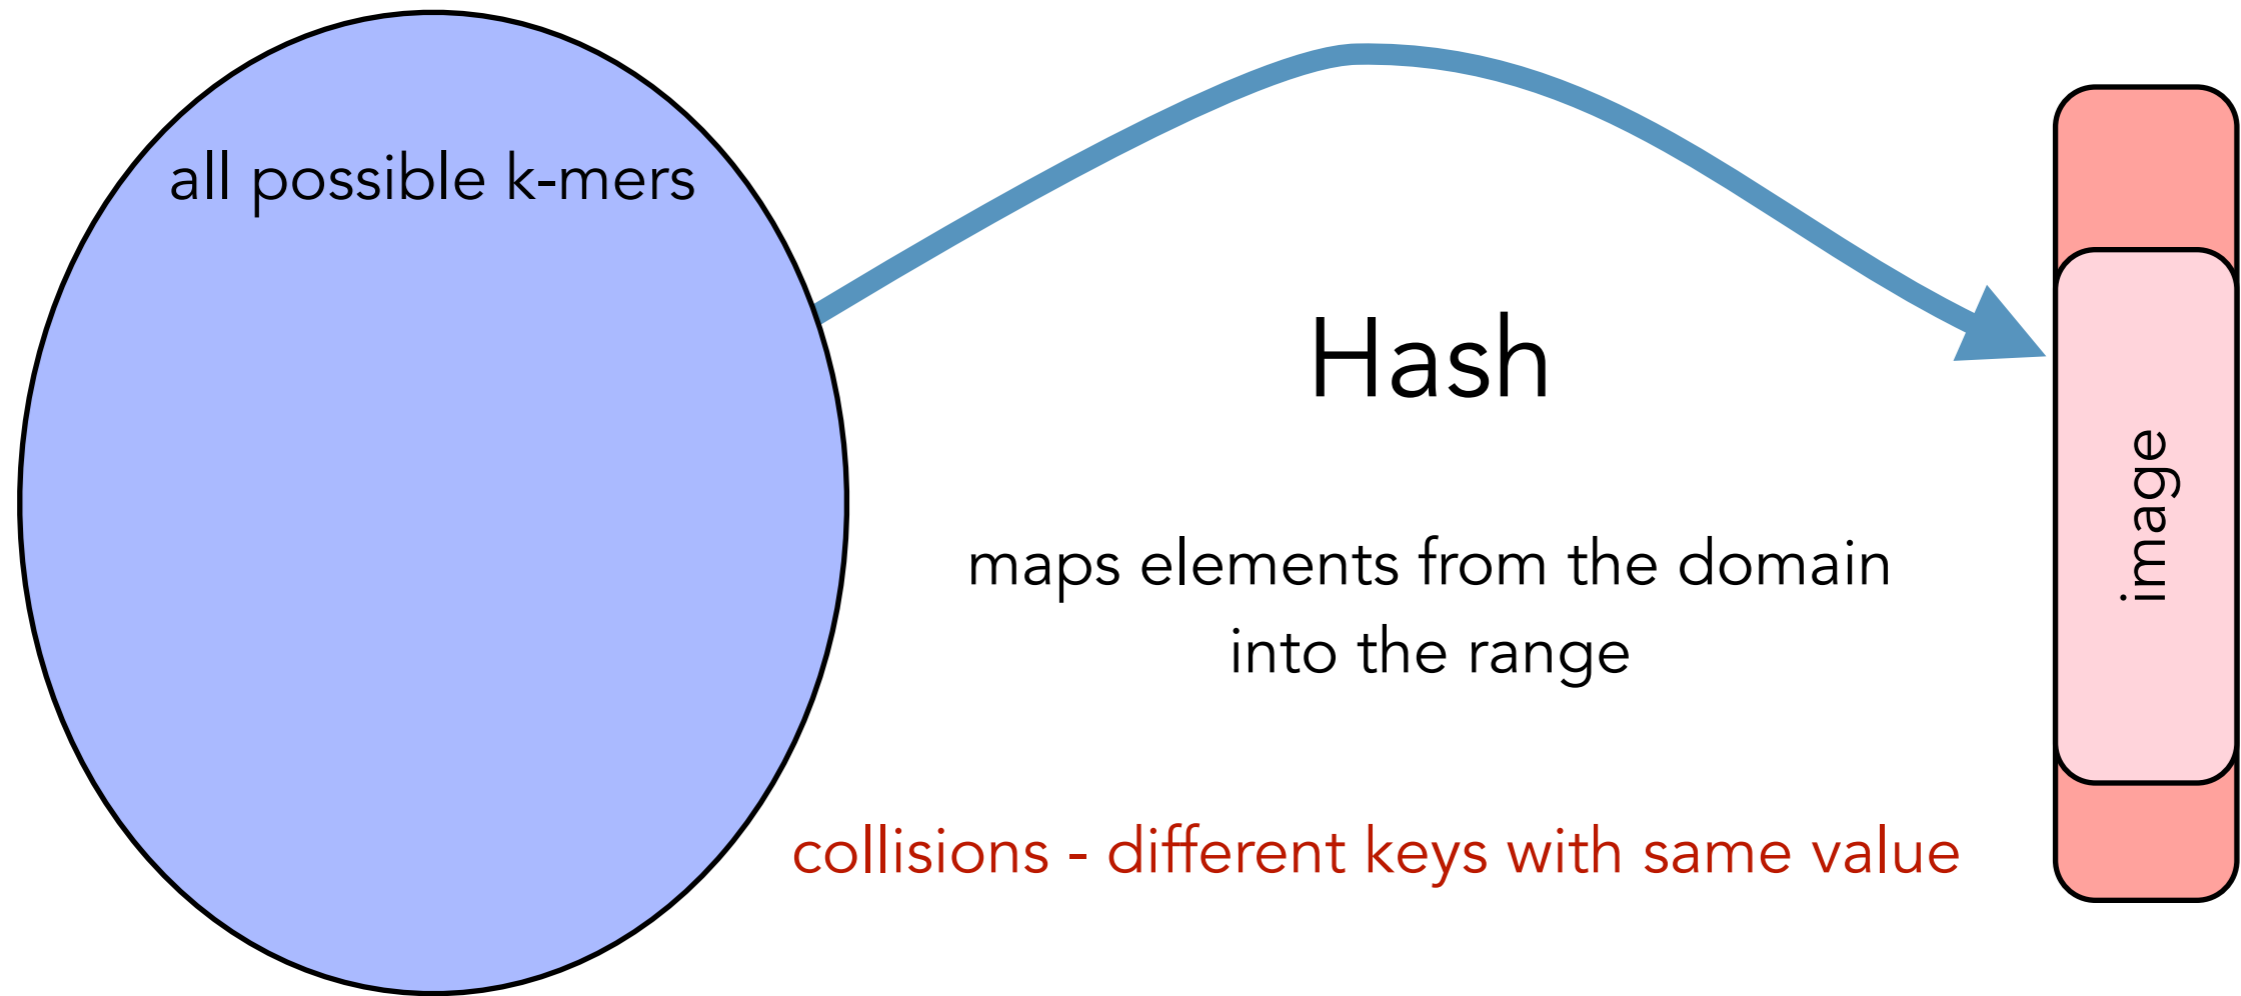 all possible k-mers
Hash
maps elements from the domain
into the range
image
collisions - different keys with same value